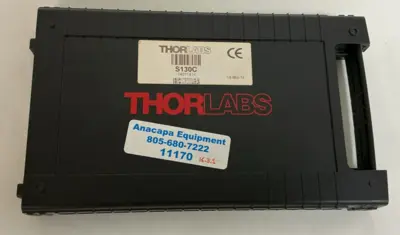 THORLABS
S130C
CE
THORLABS
Anacapa Equipment
805-680-7222
11170